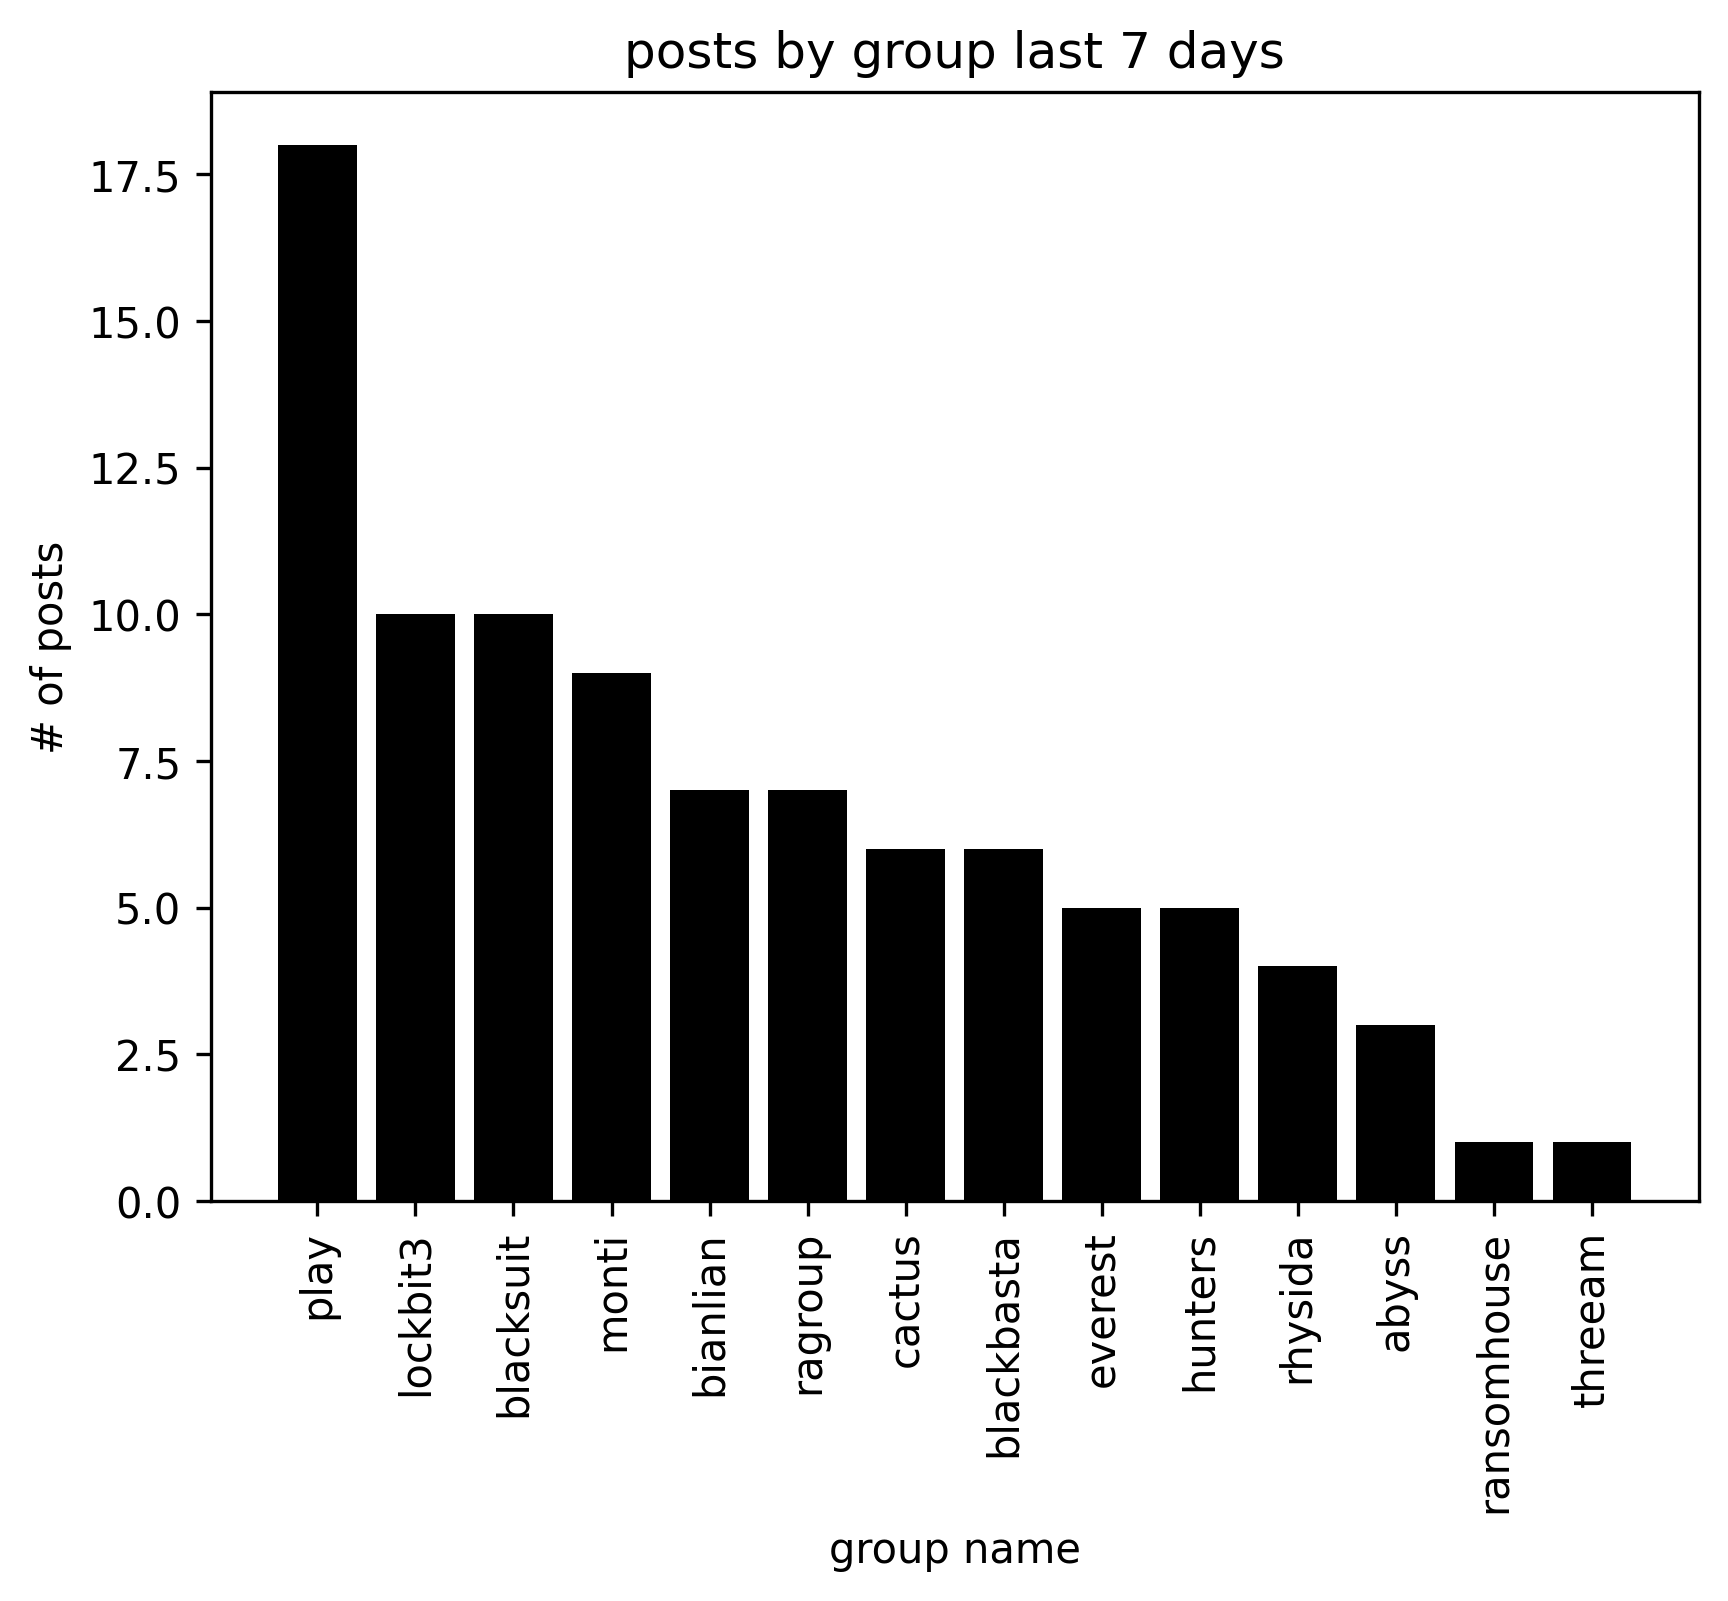 posts by group last 7 days
17.5
15.0
12.5
10.0
7.5
5.0
2.5
0.0
# of posts
play
lockbit3
blacksuit
monti
bianlian
ragroup
cactus
blackbasta
everest
hunters
rhysida
abyss
ransomhouse
threeam
group name